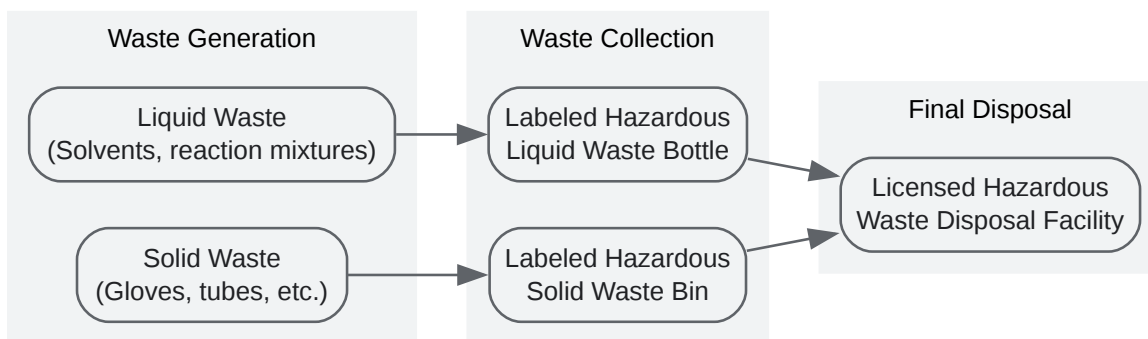 Waste Generation
Liquid Waste
(Solvents, reaction mixtures)
Solid Waste
(Gloves, tubes, etc.)
Waste Collection
Labeled Hazardous
Liquid Waste Bottle
Labeled Hazardous
Solid Waste Bin
Final Disposal
Licensed Hazardous
Waste Disposal Facility